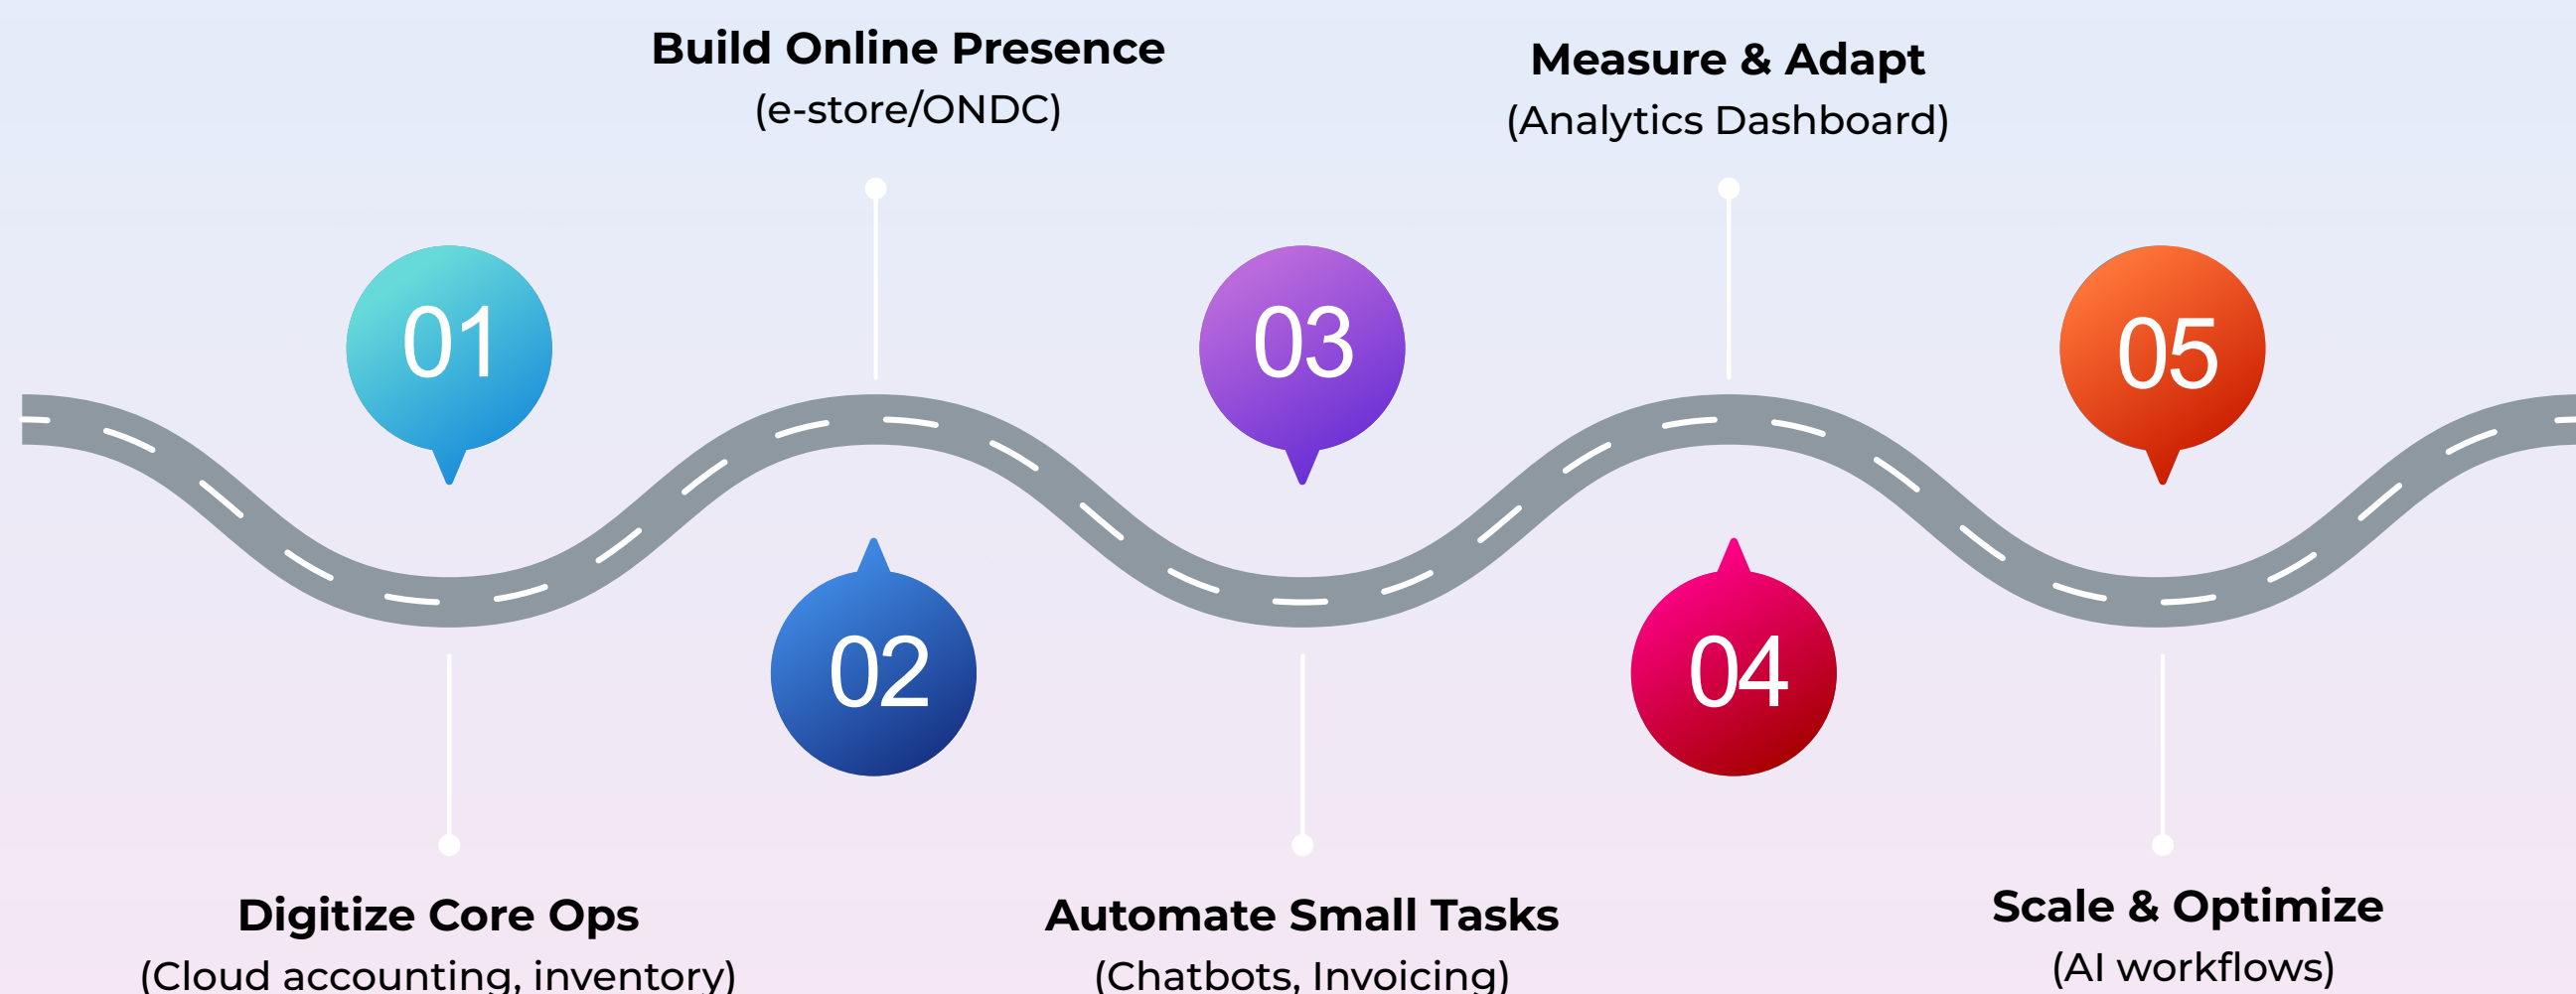 Build Online Presence
(e-store/ONDC)
Measure & Adapt
(Analytics Dashboard)
01
03
05
02
04
Digitize Core Ops
(Cloud accounting, inventory)
Automate Small Tasks
(Chatbots, Invoicing)
Scale & Optimize
(AI workflows)